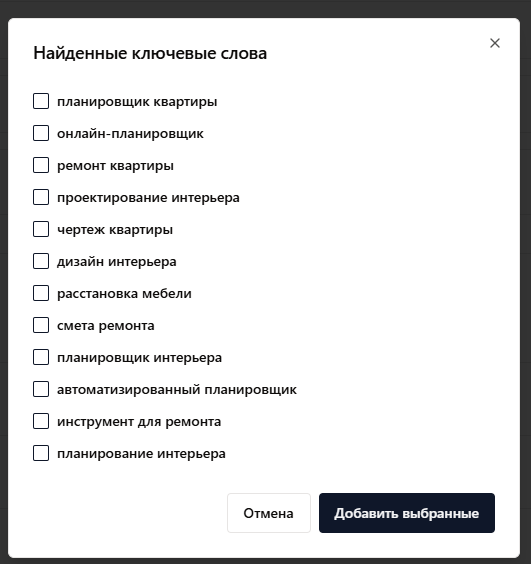 Найденные ключевые слова
планировщик квартиры
онлайн-планировщик
ремонт квартиры
проектирование интерьера
чертеж квартиры
дизайн интерьера
расстановка мебели
смета ремонта
планировщик интерьера
автоматизированный планировщик
инструмент для ремонта
планирование интерьера
Отмена
Добавить выбранные